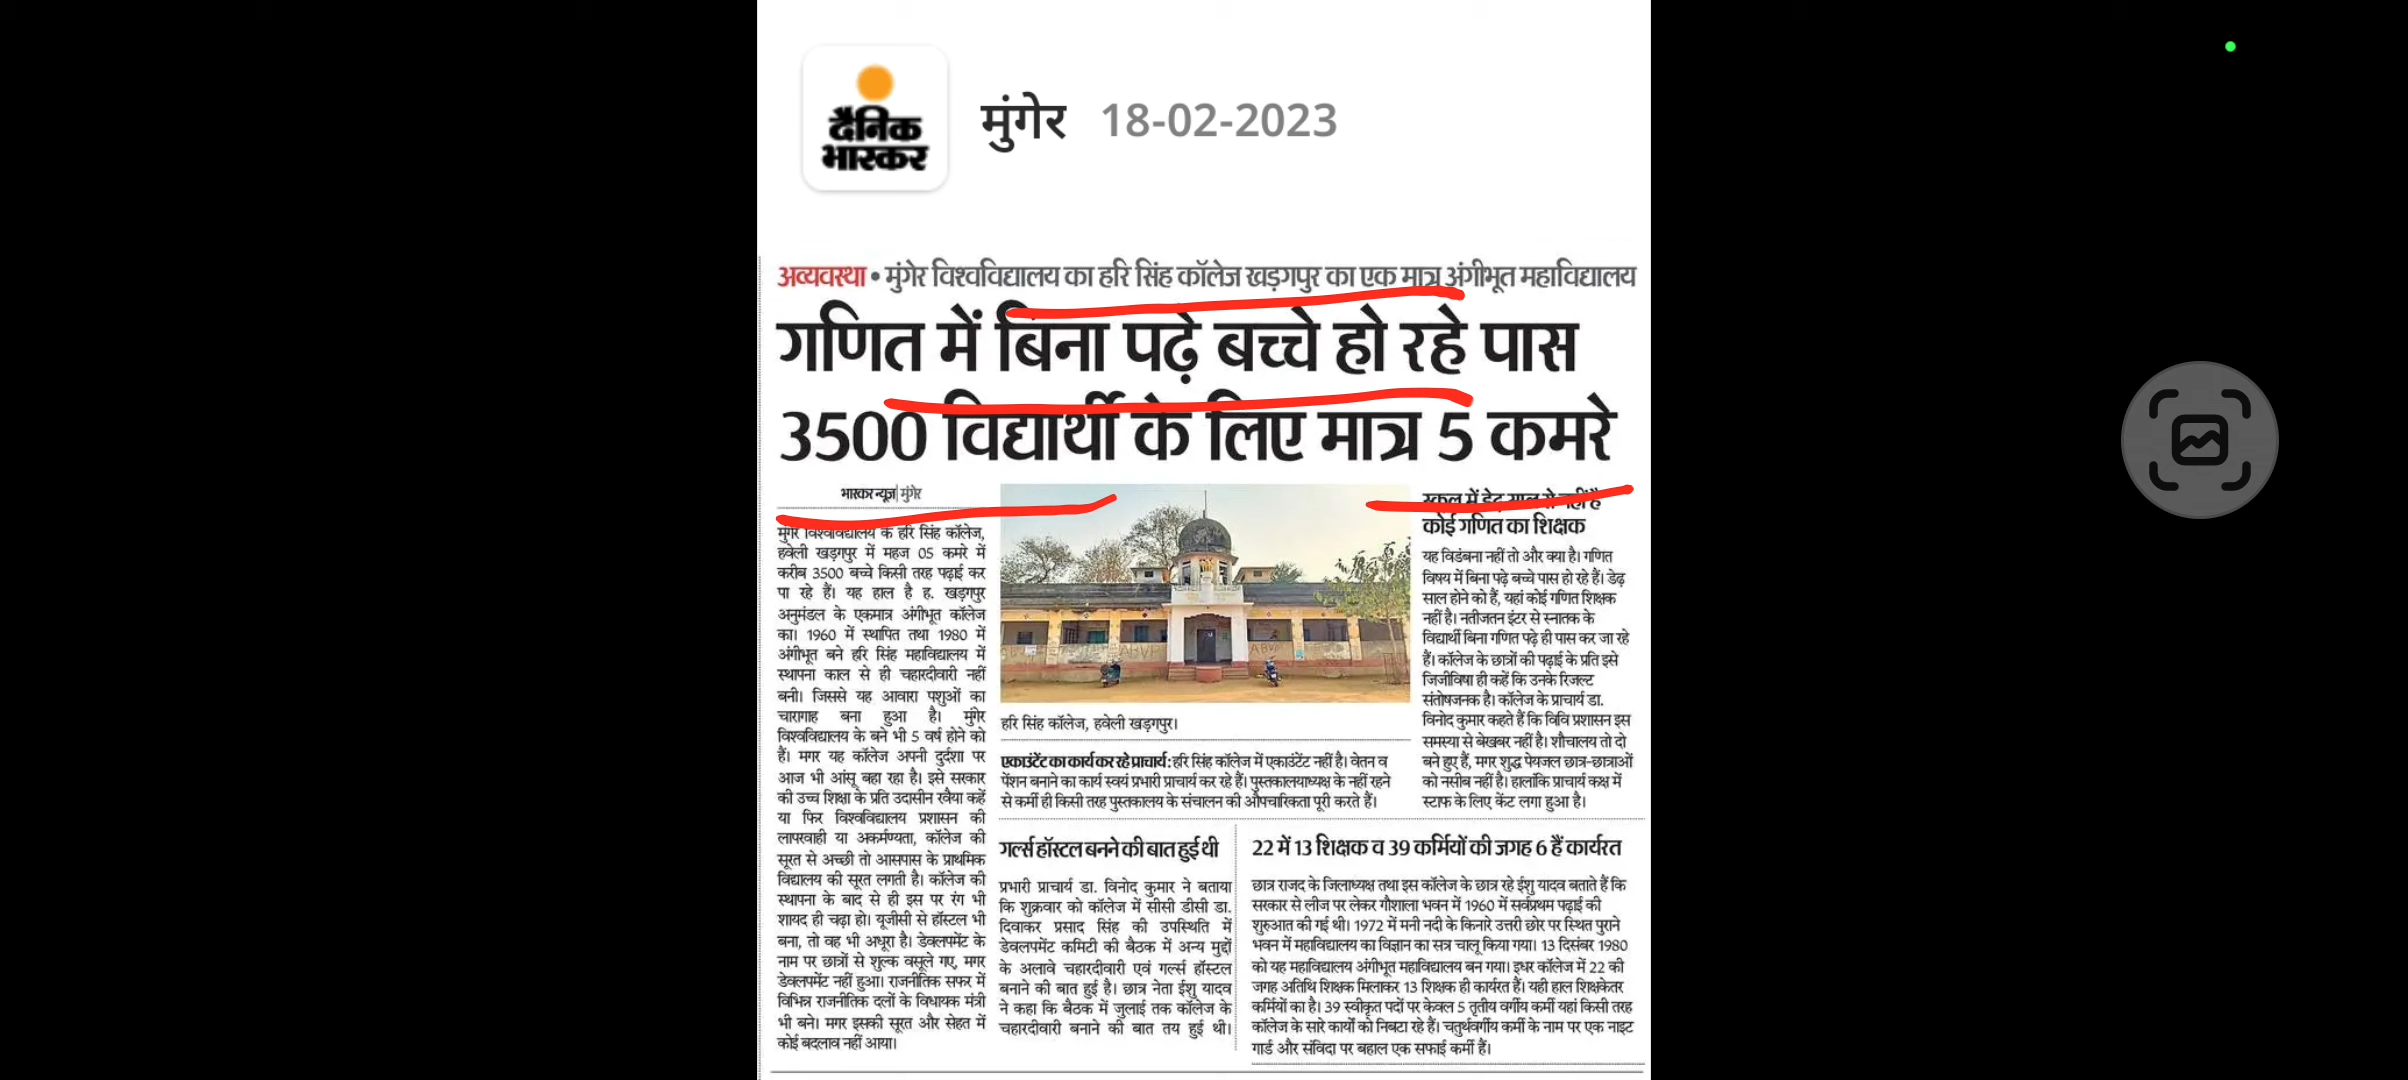 दैनिक
भास्कर
मुंगेर 18-02-2023
अव्यवस्था • मुंगेर विश्वविद्यालय का हरि सिंह कॉलेज खड़गपुर का एक मात्र अंगीभूत महाविद्यालय
गणित में बिना पढ़े बच्चे हो रहे पास
3500 विद्यार्थी के लिए मात्र 5 कमरे
भास्कर न्यूज़ | मुंगेर
मुंगेर विश्वविद्यालय के हरि सिंह कॉलेज,
हवेली खड़गपुर में महज 05 कमरे में
करीब 3500 बच्चे किसी तरह पढ़ाई कर
पा रहे हैं। यह हाल है ह. खड़गपुर
अनुमंडल के एकमात्र अंगीभूत कॉलेज
का। 1960 में स्थापित तथा 1980 में
अंगीभूत बने हरि सिंह महाविद्यालय में
स्थापना काल से ही चहारदीवारी नहीं
बनी। जिससे यह आवारा पशुओं का
चारागाह बना हुआ है। मुंगेर
विश्वविद्यालय के बने भी 5 वर्ष होने को
हैं। मगर यह कॉलेज अपनी दुर्दशा पर
आज भी आंसू बहा रहा है। इसे सरकार
की उच्च शिक्षा के प्रति उदासीन रवैया कहें
या फिर विश्वविद्यालय प्रशासन की
लापरवाही या अकर्मण्यता, कॉलेज की
सूरत से अच्छी तो आसपास के प्राथमिक
विद्यालय की सूरत लगती है। कॉलेज की
स्थापना के बाद से ही इस पर रंग भी
शायद ही चढ़ा हो। यूजीसी से हॉस्टल भी
बना, तो वह भी अधूरा है। डेवलपमेंट के
नाम पर छात्रों से शुल्क वसूले गए, मगर
डेवलपमेंट नहीं हुआ। राजनीतिक सफर में
विभिन्न राजनीतिक दलों के विधायक मंत्री
भी बने। मगर इसकी सूरत और सेहत में
कोई बदलाव नहीं आया।
ABVP
ABVP
हरि सिंह कॉलेज, हवेली खड़गपुर।
एकाउंटेंट का कार्य कर रहे प्राचार्य: हरि सिंह कॉलेज में एकाउंटेंट नहीं है। वेतन व
पेंशन बनाने का कार्य स्वयं प्रभारी प्राचार्य कर रहे हैं। पुस्तकालयाध्यक्ष के नहीं रहने
से कर्मी ही किसी तरह पुस्तकालय के संचालन की औपचारिकता पूरी करते हैं।
स्कूल में डेढ़ साल से नहीं है
कोई गणित का शिक्षक
यह विडंबना नहीं तो और क्या है। गणित
विषय में बिना पढ़े बच्चे पास हो रहे हैं। डेढ़
साल होने को हैं, यहां कोई गणित शिक्षक
नहीं है। नतीजतन इंटर से स्नातक के
विद्यार्थी बिना गणित पढ़े ही पास कर जा रहे
हैं। कॉलेज के छात्रों की पढ़ाई के प्रति इसे
जिजीविषा ही कहें कि उनके रिजल्ट
संतोषजनक है। कॉलेज के प्राचार्य डा.
विनोद कुमार कहते हैं कि विवि प्रशासन इस
समस्या से बेखबर नहीं है। शौचालय तो दो
बने हुए हैं, मगर शुद्ध पेयजल छात्र-छात्राओं
को नसीब नहीं है। हालांकि प्राचार्य कक्ष में
स्टाफ के लिए केंट लगा हुआ है।
गर्ल्स हॉस्टल बनने की बात हुई थी
प्रभारी प्राचार्य डा. विनोद कुमार ने बताया
कि शुक्रवार को कॉलेज में सीसी डीसी डा.
दिवाकर प्रसाद सिंह की उपस्थिति में
डेवलपमेंट कमिटी की बैठक में अन्य मुद्दों
के अलावे चहारदीवारी एवं गर्ल्स हॉस्टल
बनाने की बात हुई है। छात्र नेता ईशु यादव
ने कहा कि बैठक में जुलाई तक कॉलेज के
चहारदीवारी बनाने की बात तय हुई थी।
22 में 13 शिक्षक व 39 कर्मियों की जगह 6 हैं कार्यरत
छात्र राजद के जिलाध्यक्ष तथा इस कॉलेज के छात्र रहे ईशु यादव बताते हैं कि
सरकार से लीज पर लेकर गौशाला भवन में 1960 में सर्वप्रथम पढ़ाई की
शुरुआत की गई थी। 1972 में मनी नदी के किनारे उत्तरी छोर पर स्थित पुराने
भवन में महाविद्यालय का विज्ञान का सत्र चालू किया गया। 13 दिसंबर 1980
को यह महाविद्यालय अंगीभूत महाविद्यालय बन गया। इधर कॉलेज में 22 की
जगह अतिथि शिक्षक मिलाकर 13 शिक्षक ही कार्यरत हैं। यही हाल शिक्षकेतर
कर्मियों का है। 39 स्वीकृत पदों पर केवल 5 तृतीय वर्गीय कर्मी यहां किसी तरह
कॉलेज के सारे कार्यों को निबटा रहे हैं। चतुर्थवर्गीय कर्मी के नाम पर एक नाइट
गार्ड और संविदा पर बहाल एक सफाई कर्मी हैं।